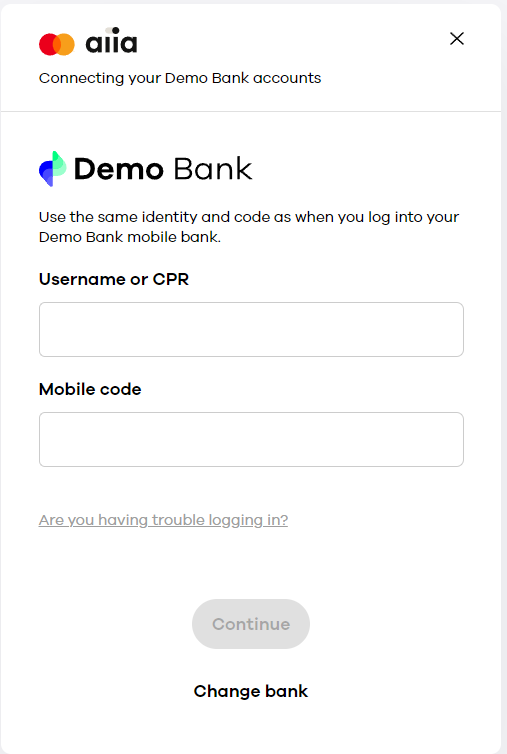 aiia
Connecting your Demo Bank accounts
Demo Bank
Use the same identity and code as when you log into your
Demo Bank mobile bank.
Username or CPR
Mobile code
Are you having trouble logging in?
Continue
Change bank